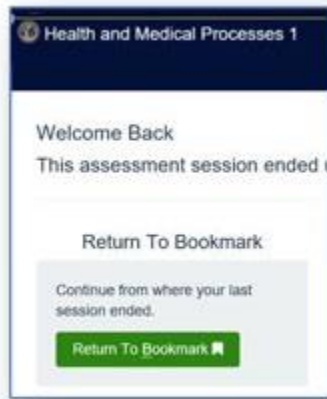 Health and Medical Processes 1
Welcome Back
This assessment session ended
Return To Bookmark
Continue from where your last
session ended.
Return To Bookmark